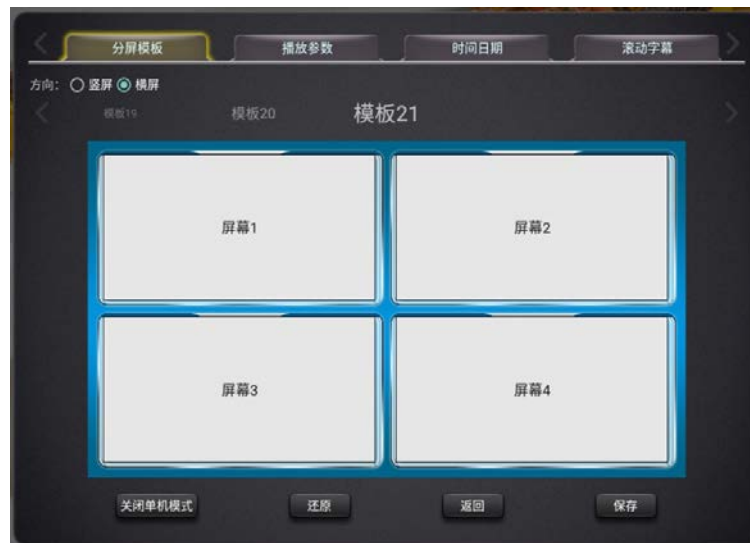 分屏模板 播放参数 时间日期 滚动字幕
方向: 竖屏 横屏
模板19 模板20 模板21
屏幕1 屏幕2
屏幕3 屏幕4
关闭单机模式 还原 返回 保存